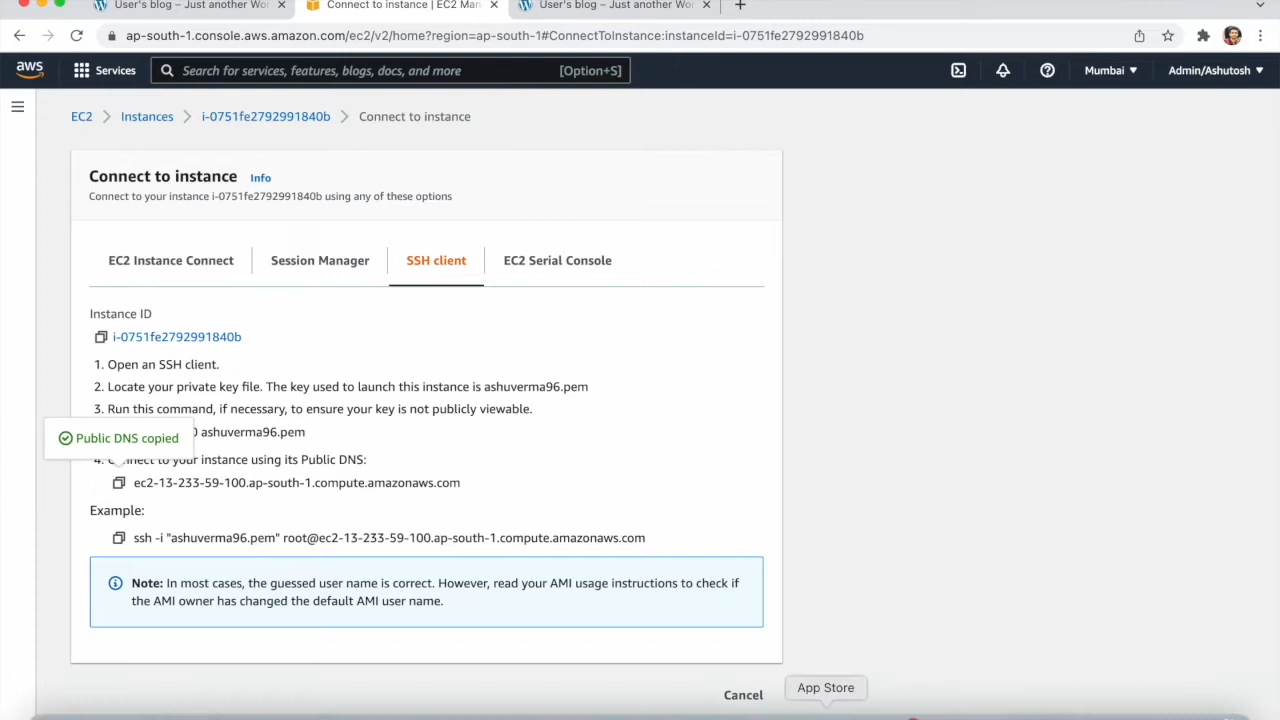 User's blog – Just another Wo
Connect to instance | EC2 Man
User's blog – Just another Wo
ap-south-1.console.aws.amazon.com/ec2/v2/home?region=ap-south-1#ConnectToInstance:instanceId=i-0751fe2792991840b
aws
Services
Search for services, features, blogs, docs, and more
[Option+S]
Mumbai
Admin/Ashutosh
EC2
Instances
i-0751fe2792991840b
Connect to instance
Connect to instance
Info
Connect to your instance i-0751fe2792991840b using any of these options
EC2 Instance Connect
Session Manager
SSH client
EC2 Serial Console
Instance ID
i-0751fe2792991840b
1. Open an SSH client.
2. Locate your private key file. The key used to launch this instance is ashuverma96.pem
3. Run this command, if necessary, to ensure your key is not publicly viewable.
ashuverma96.pem
Public DNS copied
4. Connect to your instance using its Public DNS:
ec2-13-233-59-100.ap-south-1.compute.amazonaws.com
Example:
ssh -i "ashuverma96.pem" root@ec2-13-233-59-100.ap-south-1.compute.amazonaws.com
Note: In most cases, the guessed user name is correct. However, read your AMI usage instructions to check if
the AMI owner has changed the default AMI user name.
Cancel
App Store